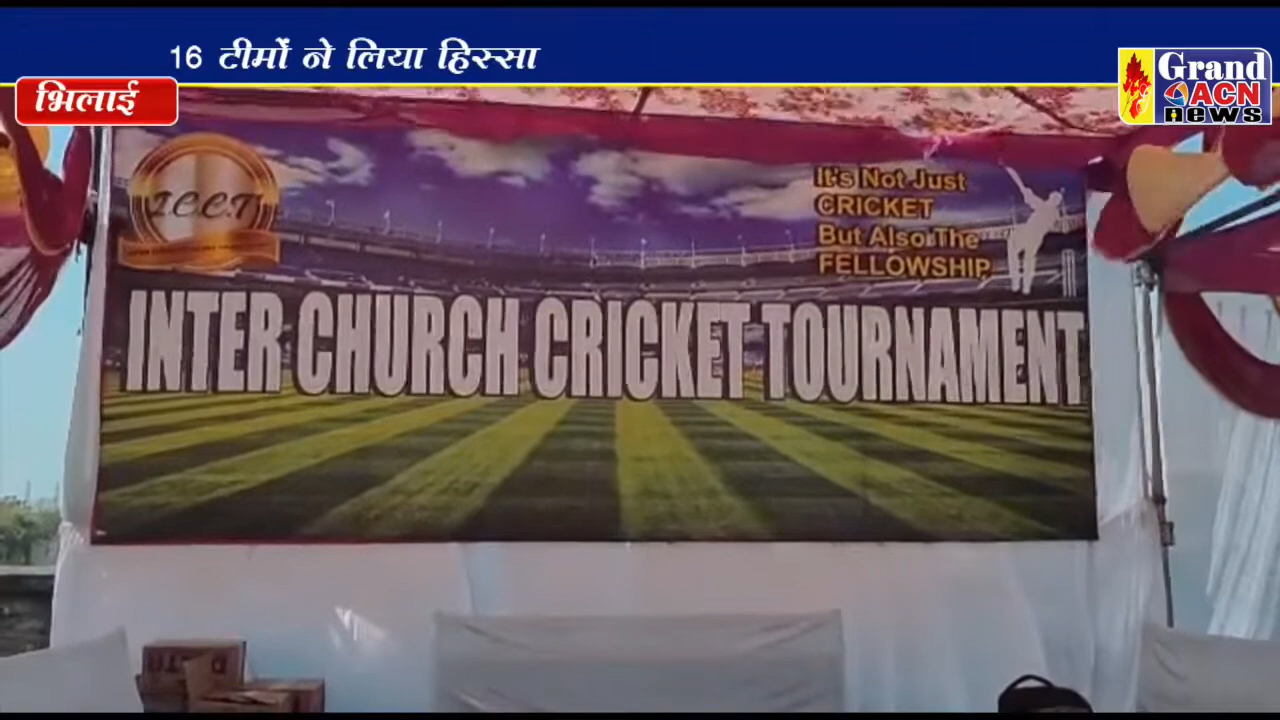 16 टीमों ने लिया हिस्सा
भिलाई
Grand
ACN
news
I.C.C.T
It's Not Just
CRICKET
But Also The
FELLOWSHIP
INTER CHURCH CRICKET TOURNAMENT